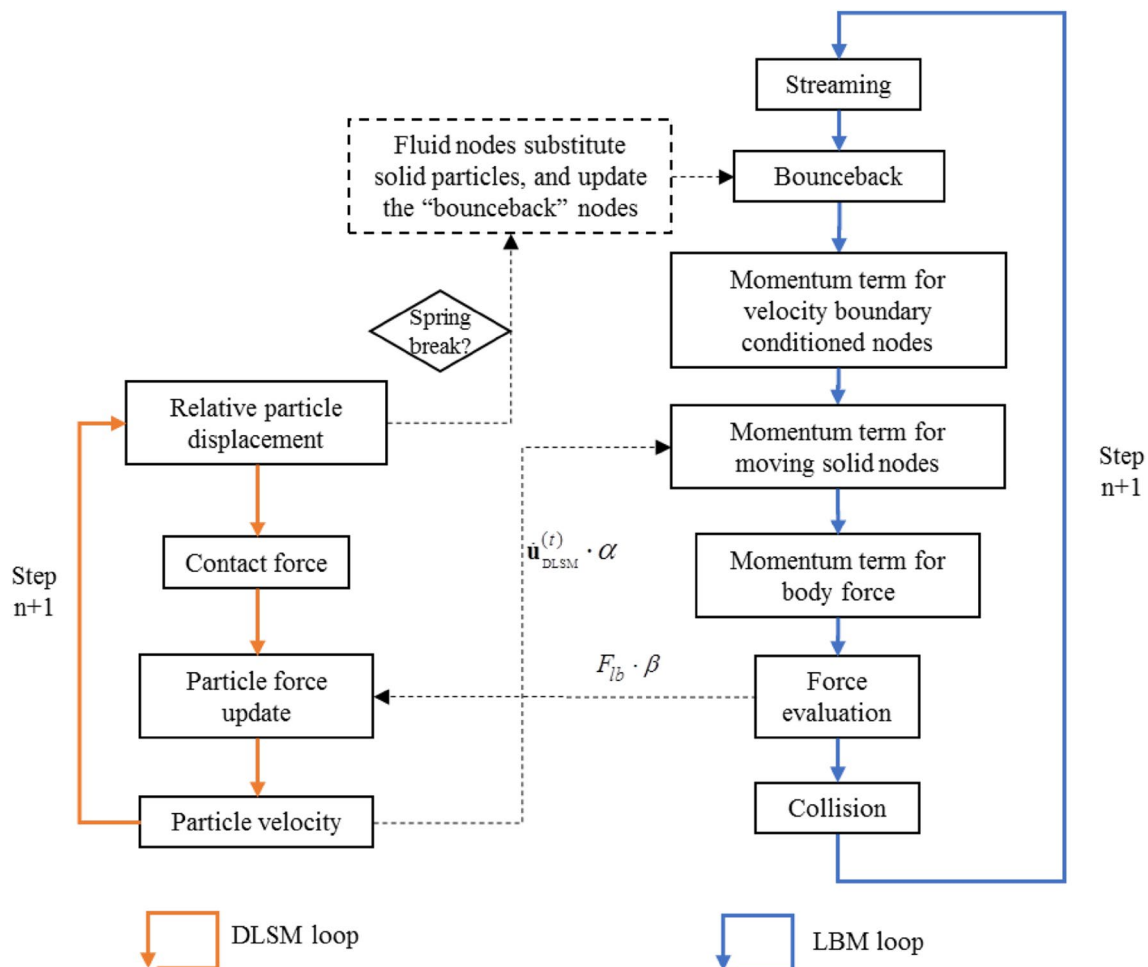 Streaming
Fluid nodes substitute
solid particles, and update
the “bounceback” nodes
Bounceback
Momentum term for
velocity boundary
conditioned nodes
Spring
break?
Relative particle
displacement
Momentum term for
moving solid nodes
Step
n+1
Contact force
u̇_DLSM^(t) · α
Momentum term for
body force
Step
n+1
Particle force
update
F_lb · β
Force
evaluation
Particle velocity
Collision
DLSM loop
LBM loop